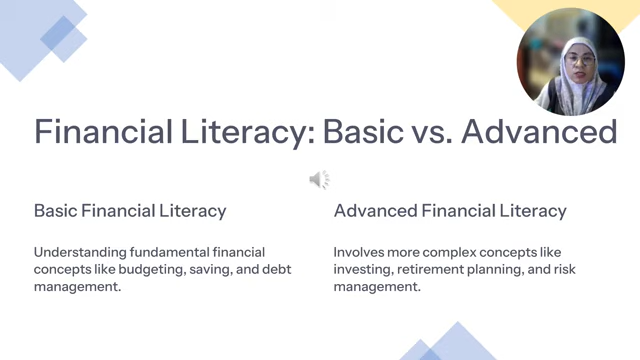 Financial Literacy: Basic vs. Advanced
Basic Financial Literacy
Understanding fundamental financial
concepts like budgeting, saving, and debt
management.
Advanced Financial Literacy
Involves more complex concepts like
investing, retirement planning, and risk
management.